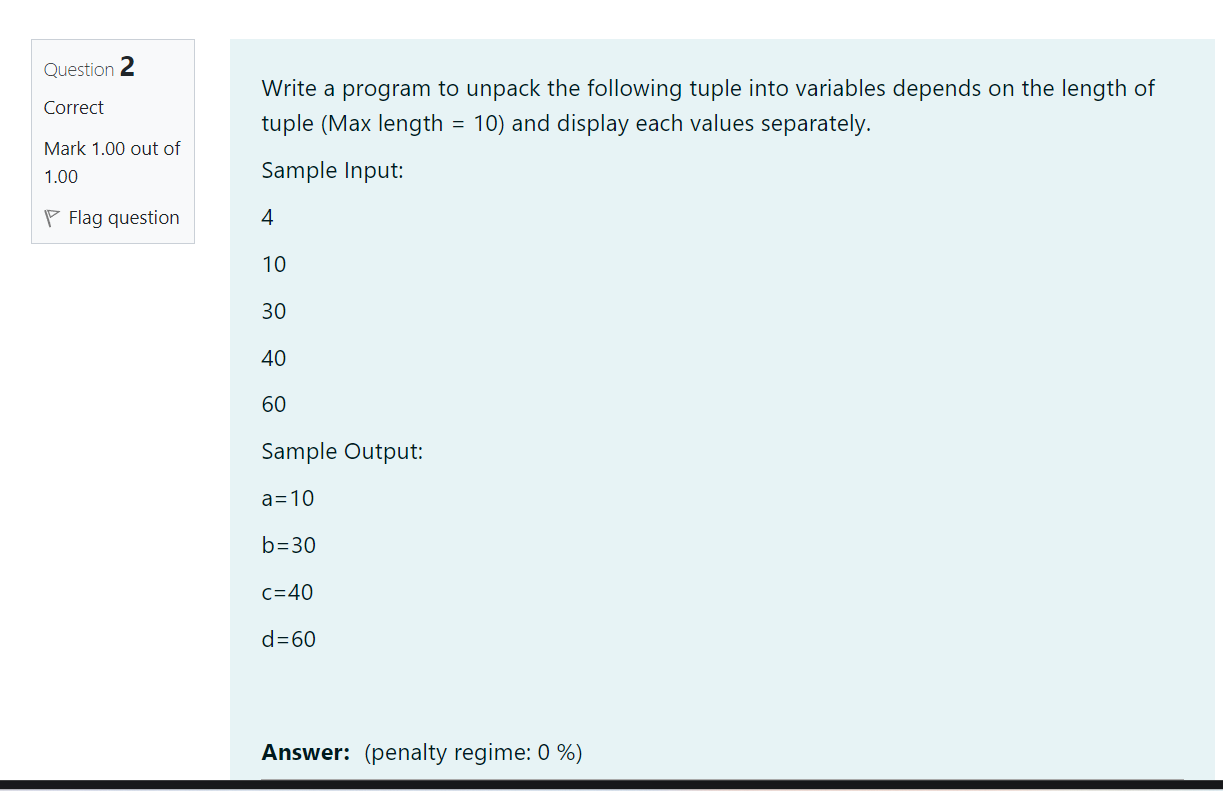 Question 2
Correct
Mark 1.00 out of
1.00
Flag question
Write a program to unpack the following tuple into variables depends on the length of
tuple (Max length = 10) and display each values separately.
Sample Input:
4
10
30
40
60
Sample Output:
a=10
b=30
c=40
d=60
Answer: (penalty regime: 0 %)